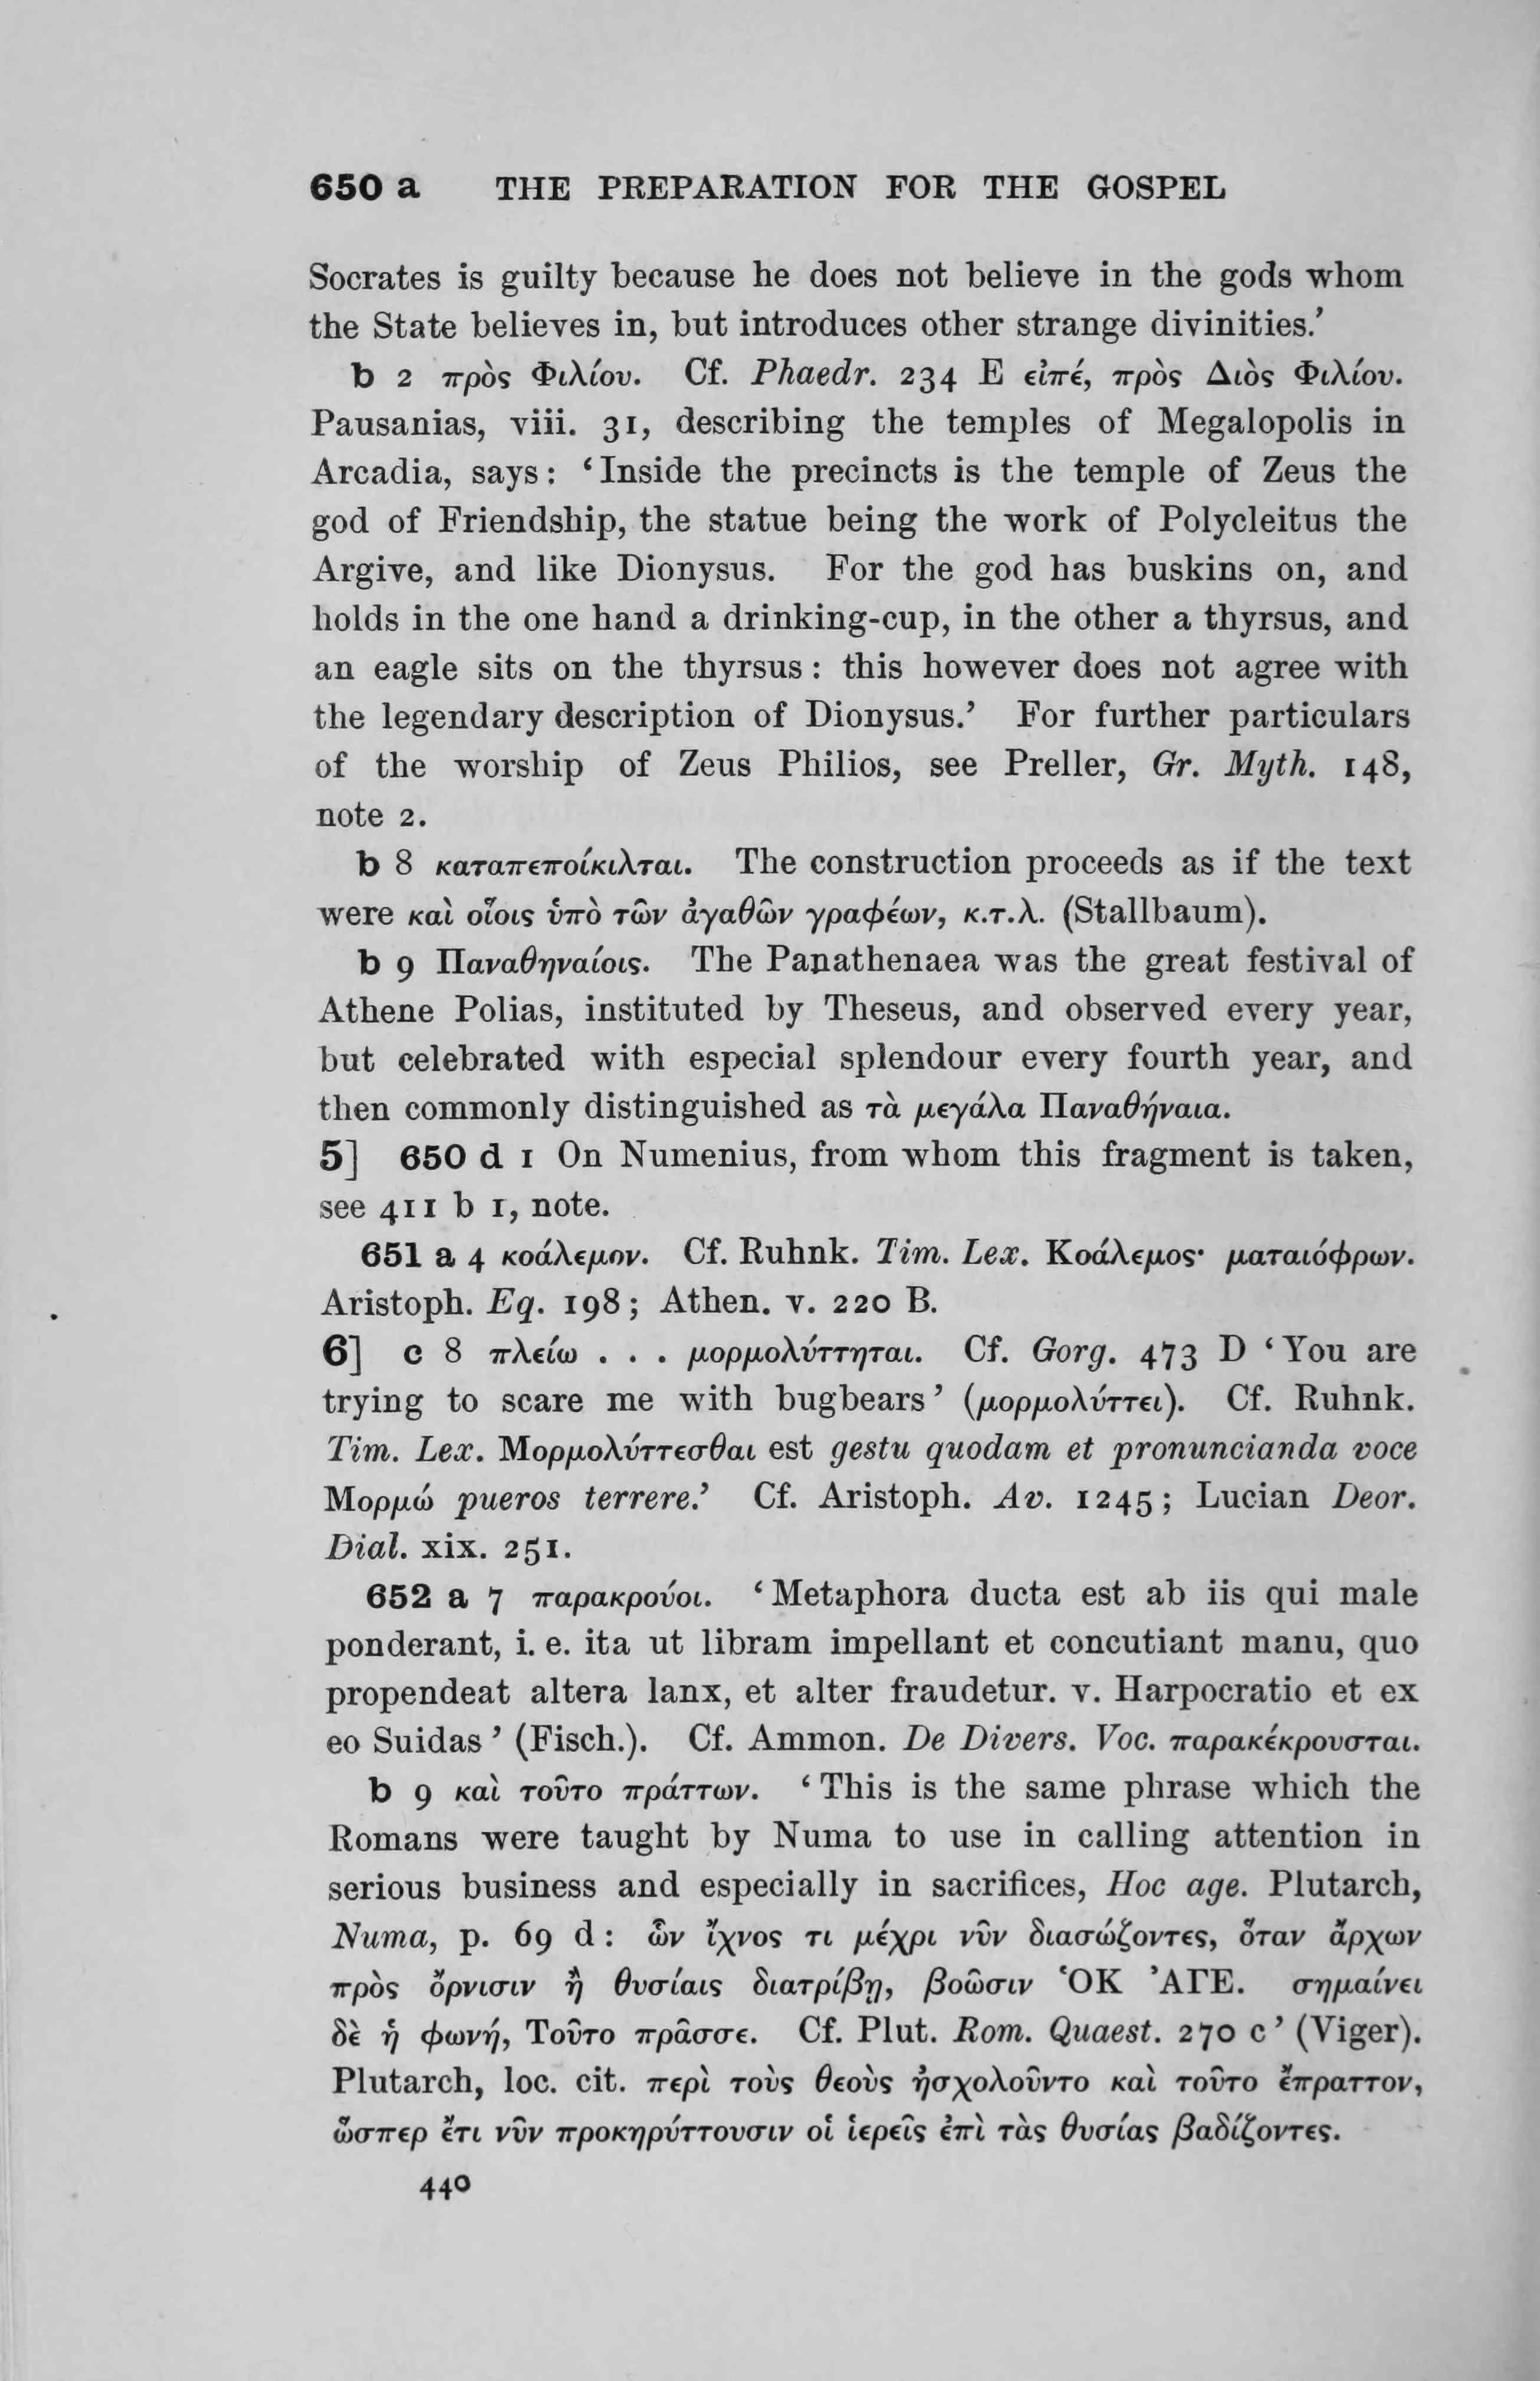 650 a THE PREPARATION FOR THE GOSPEL
Socrates is guilty because he does not believe in the gods whom
the State believes in, but introduces other strange divinities.’
b 2 πρὸς Φιλίου. Cf. Phaedr. 234 E εἰπέ, πρὸς Διὸς Φιλίου.
Pausanias, viii. 31, describing the temples of Megalopolis in
Arcadia, says: ‘Inside the precincts is the temple of Zeus the
god of Friendship, the statue being the work of Polycleitus the
Argive, and like Dionysus. For the god has buskins on, and
holds in the one hand a drinking-cup, in the other a thyrsus, and
an eagle sits on the thyrsus: this however does not agree with
the legendary description of Dionysus.’ For further particulars
of the worship of Zeus Philios, see Preller, Gr. Myth. 148,
note 2.
b 8 καταπεποίκιλται. The construction proceeds as if the text
were καὶ οἵοις ὑπὸ τῶν ἀγαθῶν γραφέων, κ.τ.λ. (Stallbaum).
b 9 Παναθηναίοις. The Panathenaea was the great festival of
Athene Polias, instituted by Theseus, and observed every year,
but celebrated with especial splendour every fourth year, and
then commonly distinguished as τὰ μεγάλα Παναθήναια.
5] 650 d 1 On Numenius, from whom this fragment is taken,
see 411 b 1, note.
651 a 4 κοάλεμον. Cf. Ruhnk. Tim. Lex. Κοάλεμος· ματαιόφρων.
Aristoph. Eq. 198; Athen. v. 220 B.
6] c 8 πλείω . . . μορμολύττηται. Cf. Gorg. 473 D ‘You are
trying to scare me with bugbears’ (μορμολύττει). Cf. Ruhnk.
Tim. Lex. Μορμολύττεσθαι est gestu quodam et pronuncianda voce
Μορμώ pueros terrere.’ Cf. Aristoph. Av. 1245; Lucian Deor.
Dial. xix. 251.
652 a 7 παρακρούοι. ‘Metaphora ducta est ab iis qui male
ponderant, i. e. ita ut libram impellant et concutiant manu, quo
propendeat altera lanx, et alter fraudetur. v. Harpocratio et ex
eo Suidas’ (Fisch.). Cf. Ammon. De Divers. Voc. παρακέκρουσται.
b 9 καὶ τοῦτο πράττων. ‘This is the same phrase which the
Romans were taught by Numa to use in calling attention in
serious business and especially in sacrifices, Hoc age. Plutarch,
Numa, p. 69 d: ὧν ἴχνος τι μέχρι νῦν διασώζοντες, ὅταν ἄρχων
πρὸς ὄρνισιν ἢ θυσίαις διατρίβῃ, βοῶσιν ὉΚ ἈΓΕ. σημαίνει
δὲ ἡ φωνή, Τοῦτο πρᾶσσε. Cf. Plut. Rom. Quaest. 270 c’ (Viger).
Plutarch, loc. cit. περὶ τοὺς θεοὺς ἠσχολοῦντο καὶ τοῦτο ἔπραττον,
ὥσπερ ἔτι νῦν προκηρύττουσιν οἱ ἱερεῖς ἐπὶ τὰς θυσίας βαδίζοντες.
440